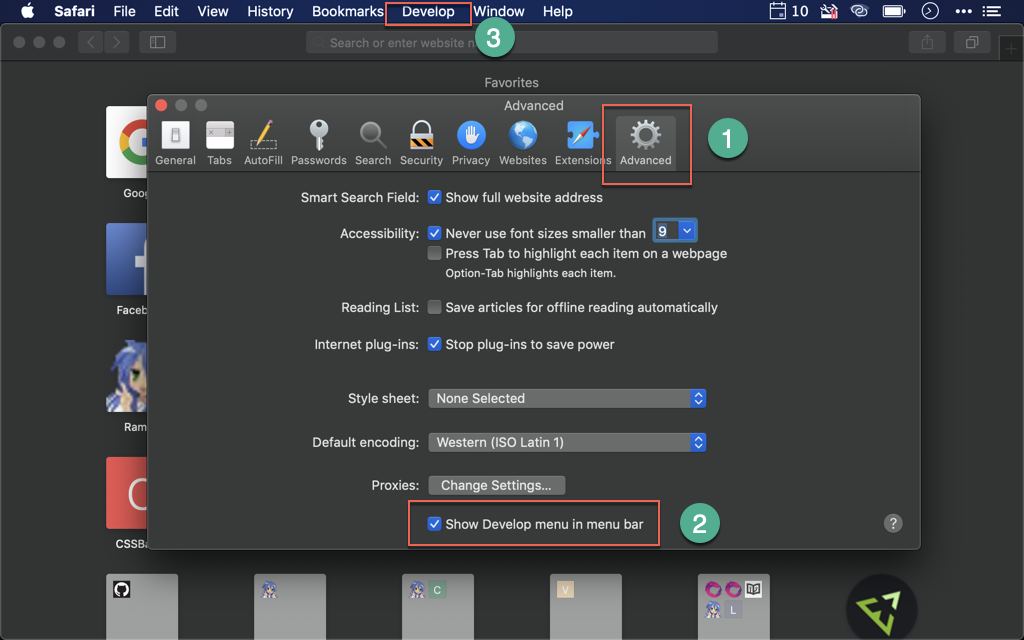 Safari File Edit View History Bookmarks Develop Window Help 10
Search or enter website n
3
Favorites
Advanced
General Tabs AutoFill Passwords Search Security Privacy Websites Extensions Advanced
1
Goog
Smart Search Field: Show full website address
Accessibility: Never use font sizes smaller than 9
Press Tab to highlight each item on a webpage
Option-Tab highlights each item.
Faceb
Reading List: Save articles for offline reading automatically
Internet plug-ins: Stop plug-ins to save power
Style sheet: None Selected
Ram
Default encoding: Western (ISO Latin 1)
Proxies: Change Settings...
C
Show Develop menu in menu bar
2
?
CSSBa
C
V
L